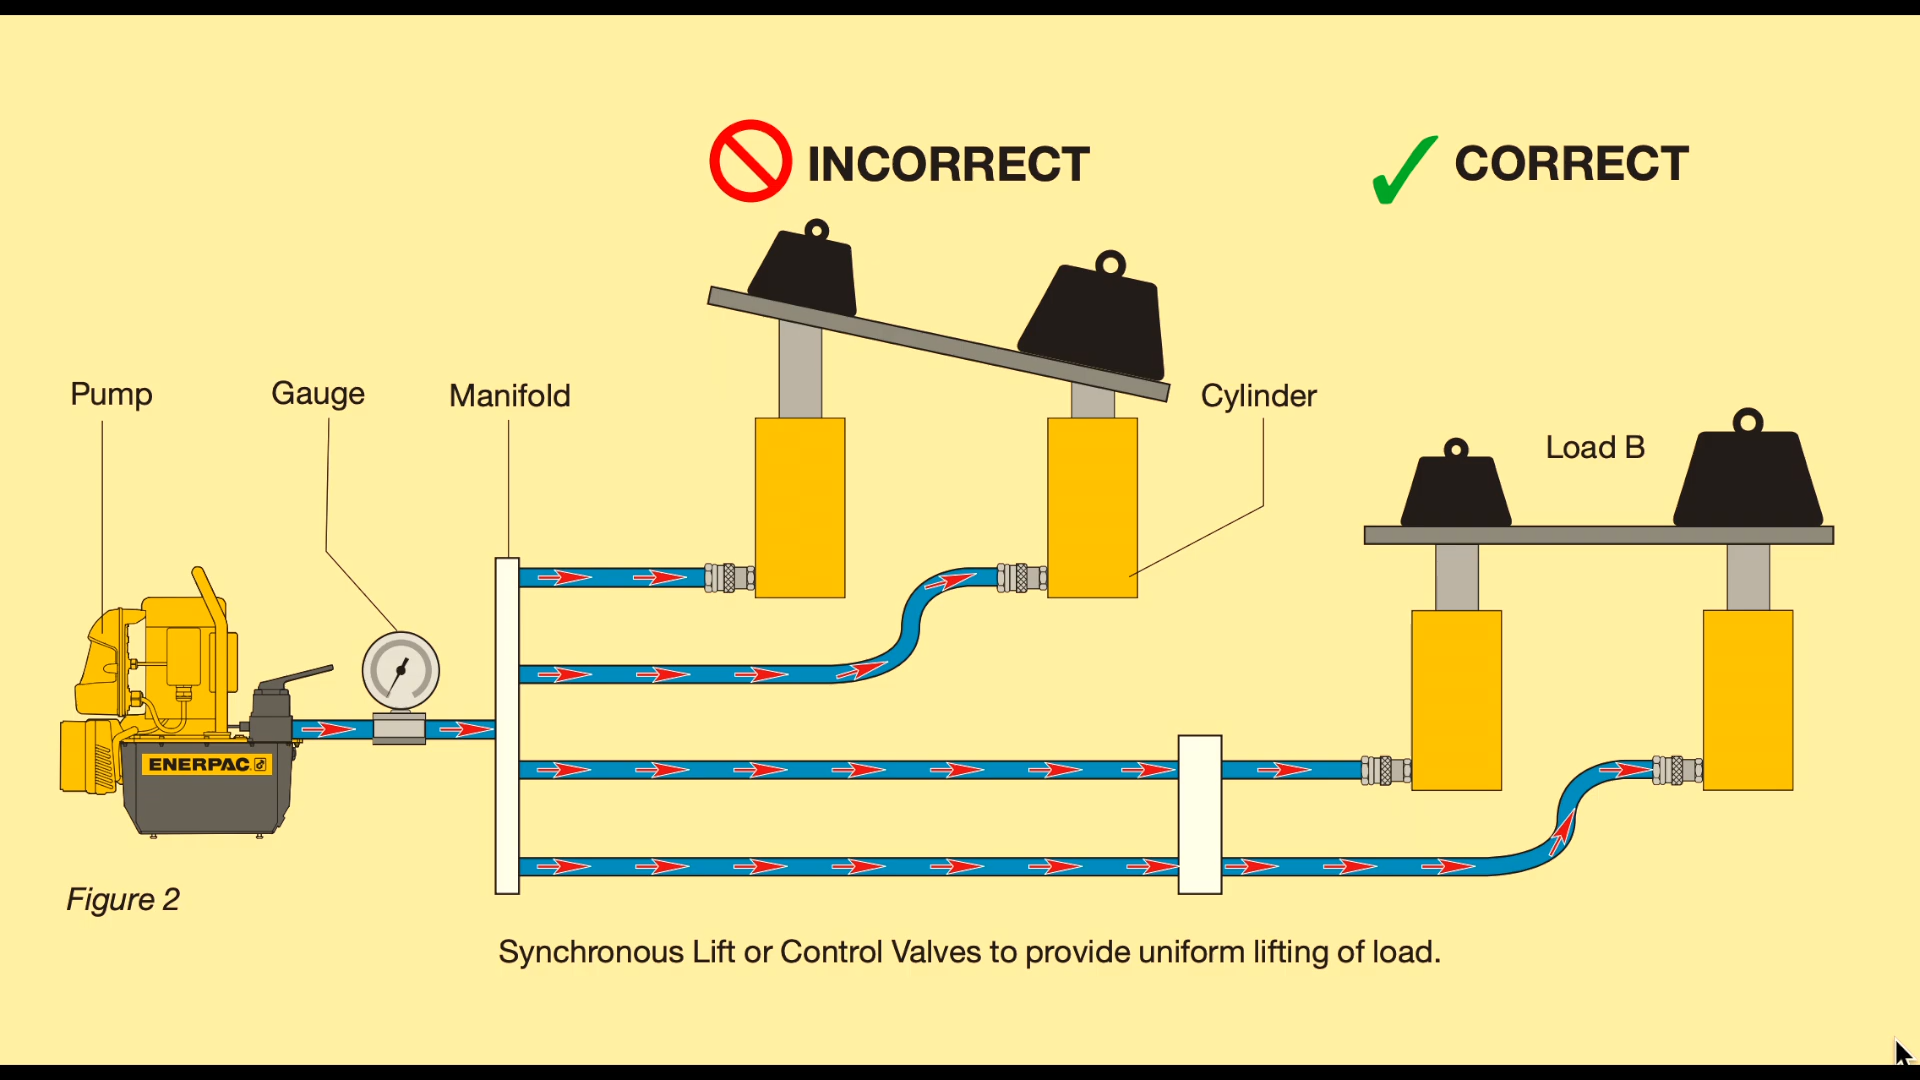 INCORRECT
CORRECT
Pump
Gauge
Manifold
Cylinder
Load B
ENERPAC
Figure 2
Synchronous Lift or Control Valves to provide uniform lifting of load.